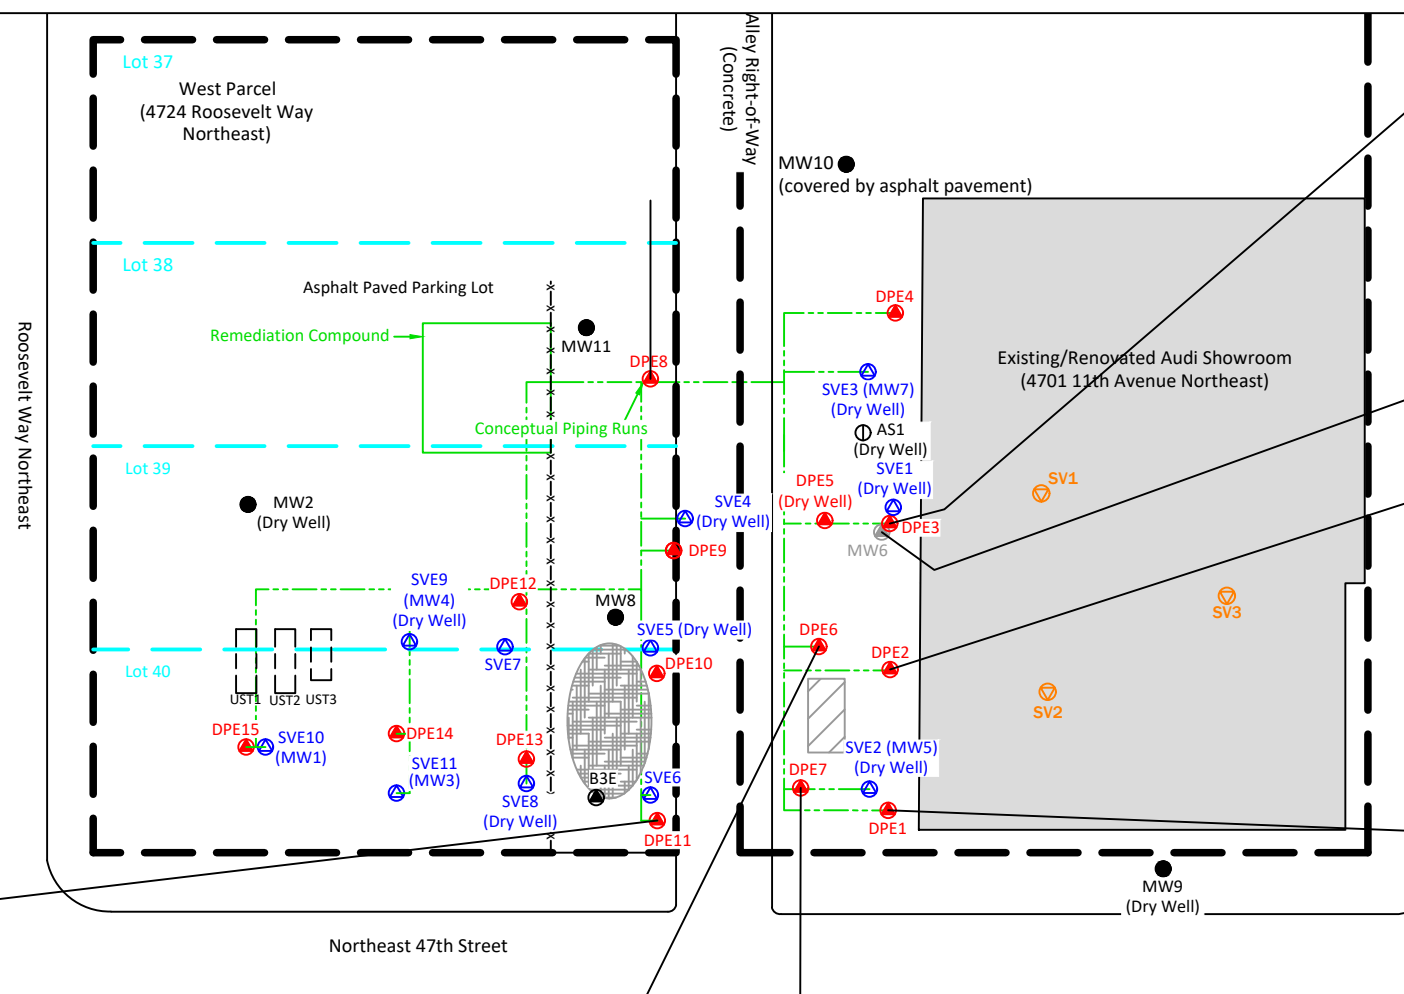 Lot 37
West Parcel
(4724 Roosevelt Way
Northeast)
Alley Right-of-Way
(Concrete)
MW10
(covered by asphalt pavement)
Lot 38
Asphalt Paved Parking Lot
Remediation Compound
MW11
DPE8
Conceptual Piping Runs
DPE4
SVE3 (MW7)
(Dry Well)
AS1
(Dry Well)
Existing/Renovated Audi Showroom
(4701 11th Avenue Northeast)
Roosevelt Way Northeast
Lot 39
MW2
(Dry Well)
SVE4
(Dry Well)
DPE9
DPE5
(Dry Well)
SVE1
(Dry Well)
DPE3
MW6
SV1
SV3
SVE9
(MW4)
(Dry Well)
DPE12
MW8
SVE5 (Dry Well)
SVE7
DPE10
DPE6
DPE2
SV2
Lot 40
UST1
UST2
UST3
DPE15
SVE10
(MW1)
DPE14
SVE11
(MW3)
DPE13
SVE8
(Dry Well)
B3E
SVE6
DPE11
SVE2 (MW5)
(Dry Well)
DPE7
DPE1
MW9
(Dry Well)
Northeast 47th Street